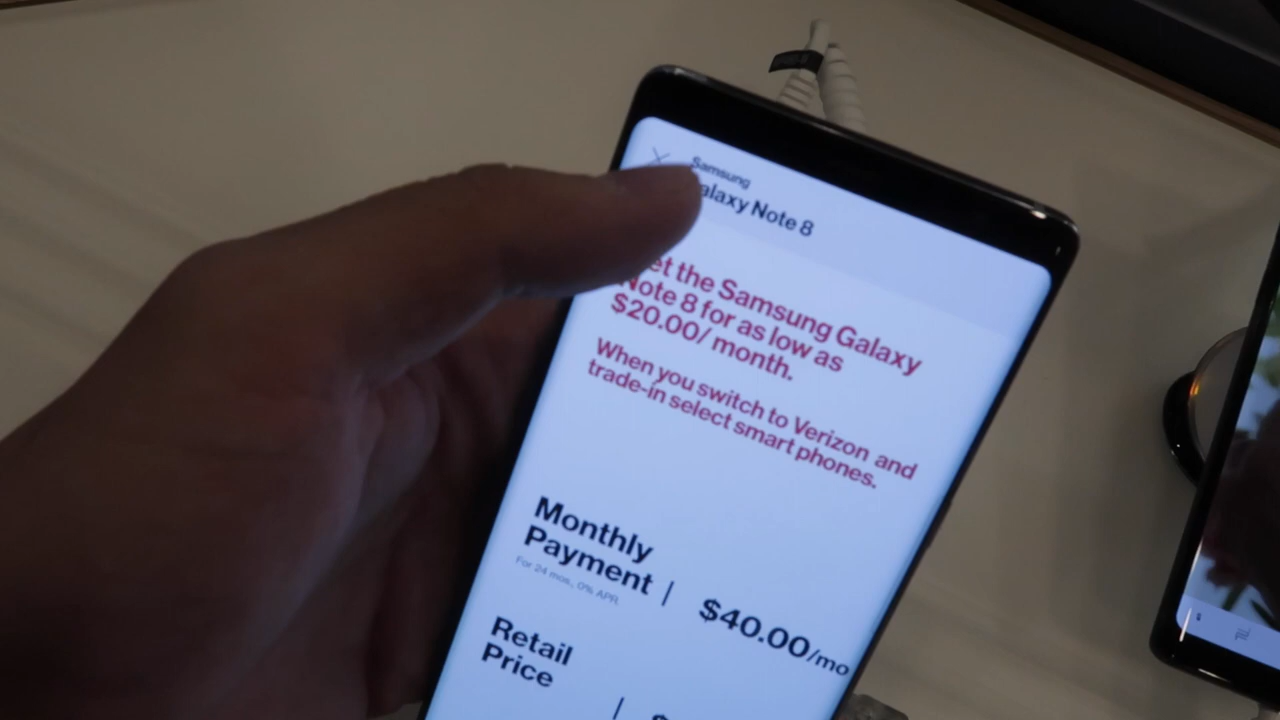 Samsung
alaxy Note 8
et the Samsung Galaxy
Note 8 for as low as
$20.00/ month.
When you switch to Verizon and
trade-in select smart phones.
Monthly
Payment |
For 24 mos., 0% APR
$40.00/mo
Retail
Price
|